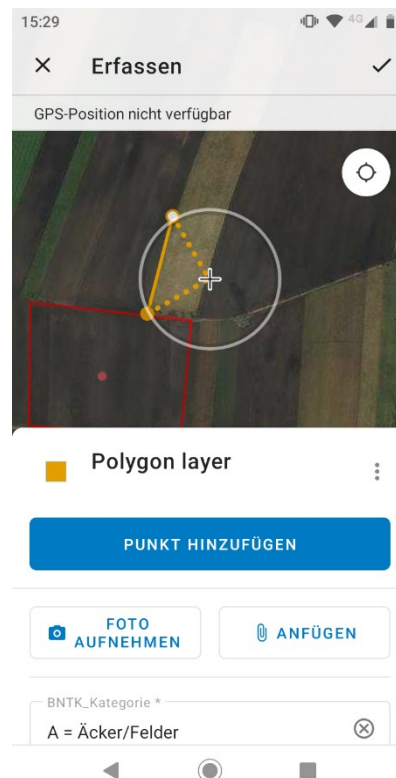 15:29
4G
Erfassen
GPS-Position nicht verfügbar
Polygon layer
PUNKT HINZUFÜGEN
FOTO
AUFNEHMEN
ANFÜGEN
BNTK_Kategorie *
A = Äcker/Felder